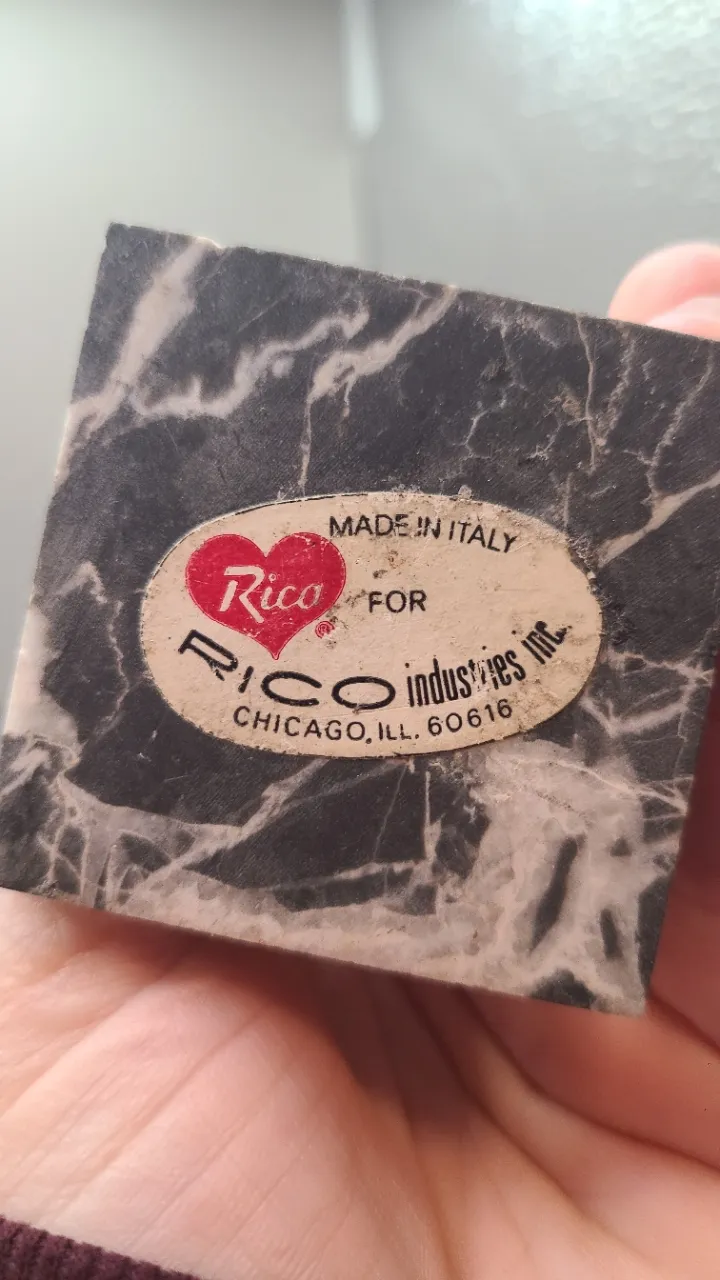 MADE IN ITALY
Rico ®
FOR
RICO industries inc.
CHICAGO, ILL. 60616